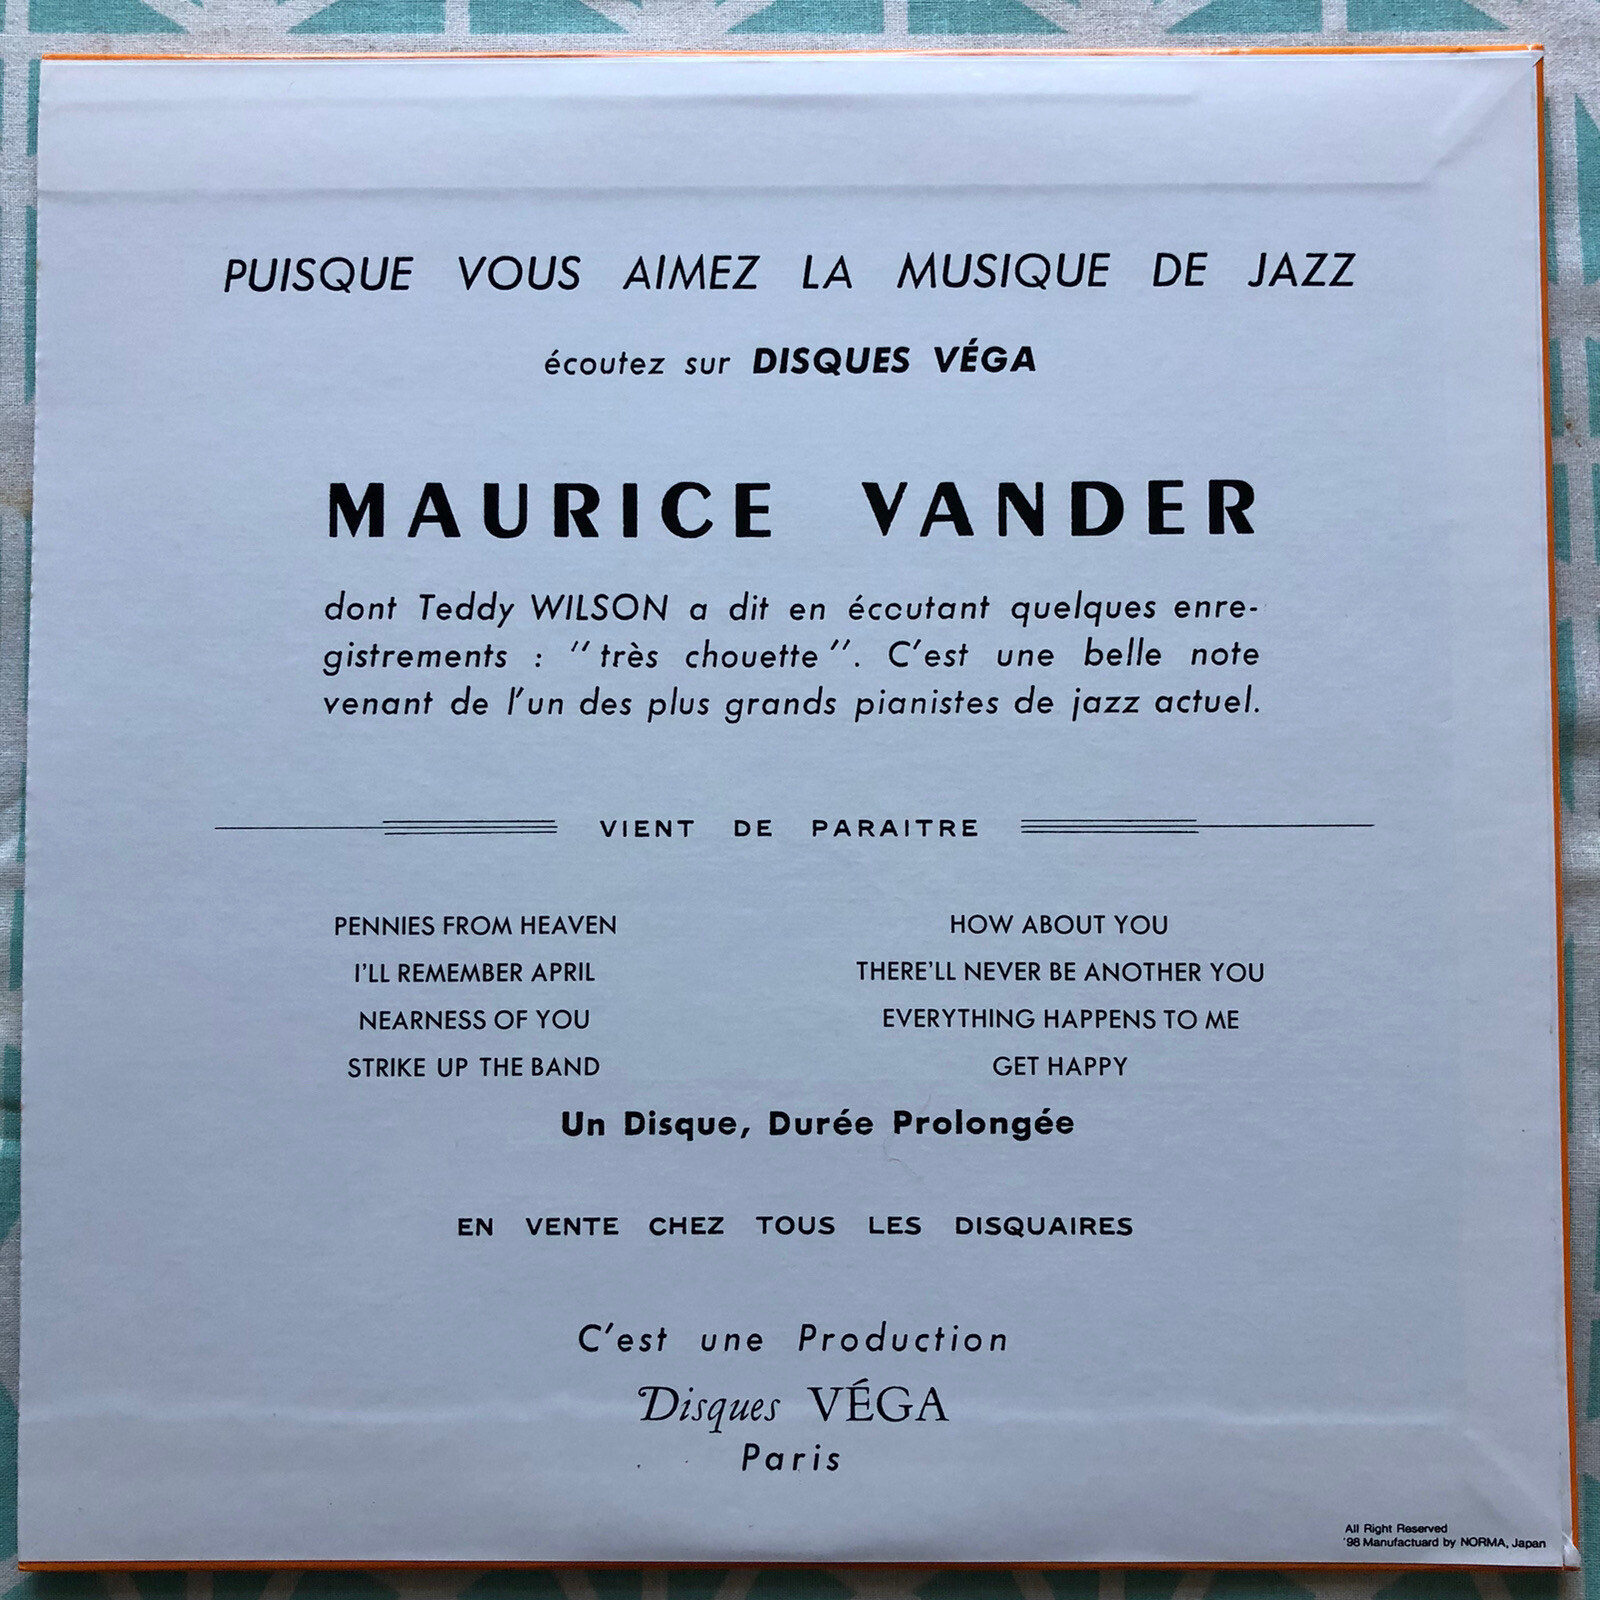 PUISQUE VOUS AIMEZ LA MUSIQUE DE JAZZ
écoutez sur DISQUES VÉGA
MAURICE VANDER
dont Teddy WILSON a dit en éccutant quelques enre-
gistrements : "très chouette". C'est une belle note
venant de l'un des plus grands pianistes de jazz actuel.
VIENT DE PARAITRE
PENNIES FROM HEAVEN
I'LL REMEMBER APRIL
NEARNESS OF YOU
STRIKE UP THE BAND
HOW ABOUT YOU
THERE'LL NEVER BE ANOTHER YOU
EVERYTHING HAPPENS TO ME
GET HAPPY
Un Disque, Durée Prolongée
EN VENTE CHEZ TOUS LES DISQUAIRES
C'est une Production
Disques VÉGA
Paris
All Right Reserved
'98 Manufactuard by NORMA, Japan